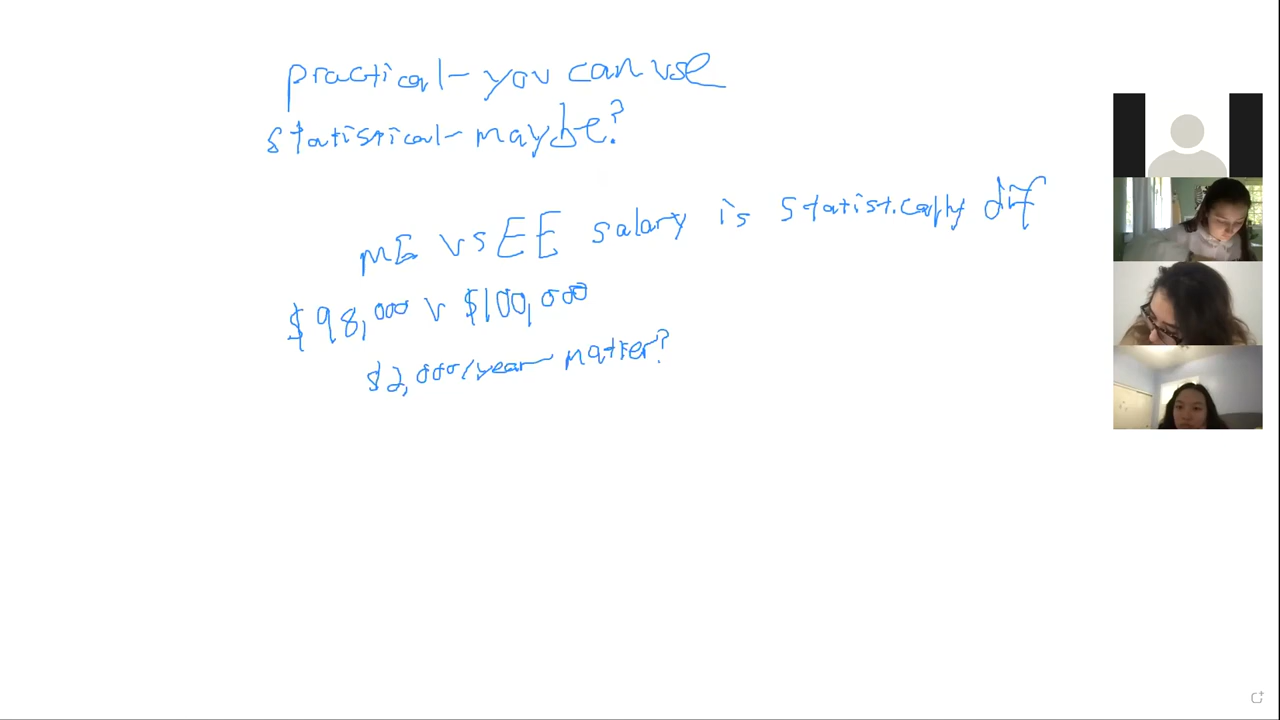 practical - you can use
statistical - maybe?
ME vs EE salary is statistically diff
$98,000 v $100,000
$2,000/year - matter?